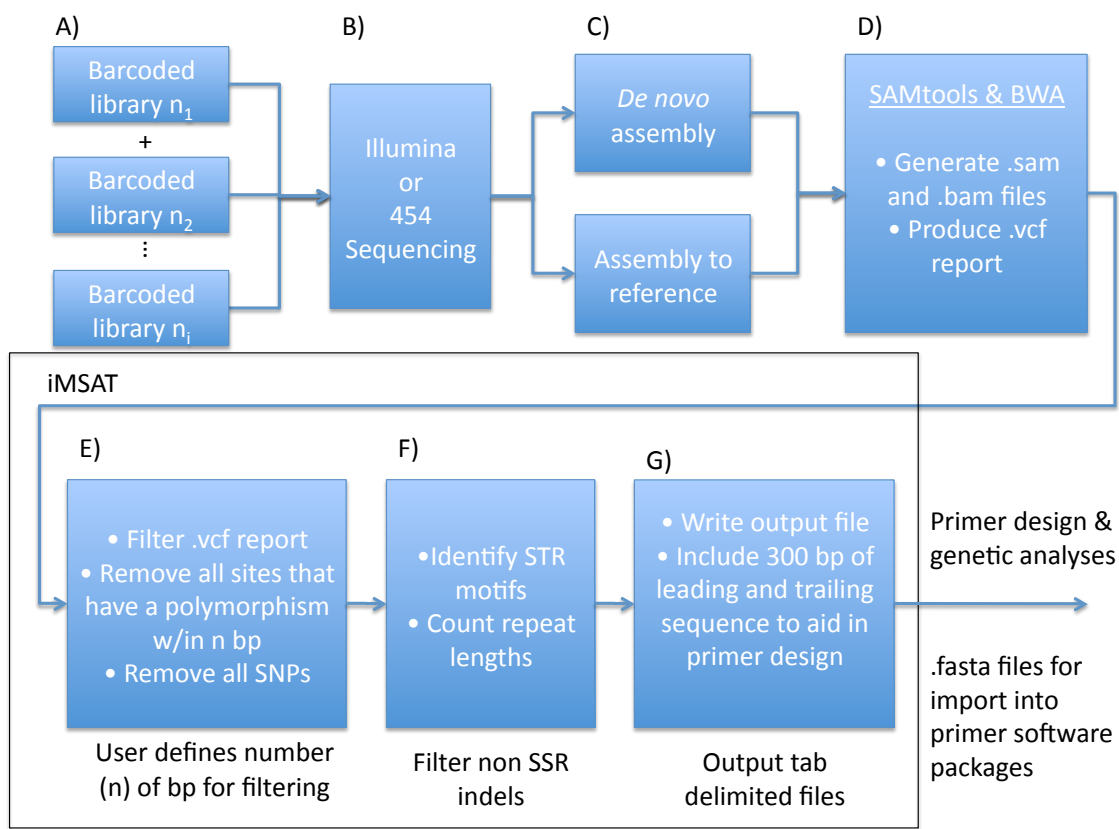 A)
Barcoded
library n1
+
Barcoded
library n2
⋮
Barcoded
library ni
B)
Illumina
or
454
Sequencing
C)
De novo
assembly
Assembly to
reference
D)
SAMtools & BWA
• Generate .sam
and .bam files
• Produce .vcf
report
iMSAT
E)
• Filter .vcf report
• Remove all sites that
have a polymorphism
w/in n bp
• Remove all SNPs
User defines number
(n) of bp for filtering
F)
•Identify STR
motifs
• Count repeat
lengths
Filter non SSR
indels
G)
• Write output file
• Include 300 bp of
leading and trailing
sequence to aid in
primer design
Output tab
delimited files
Primer design &
genetic analyses
.fasta files for
import into
primer software
packages